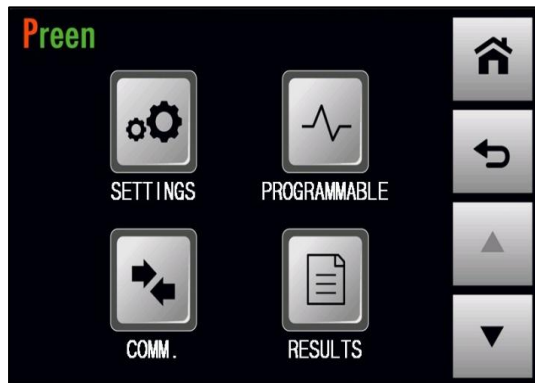 Preen
SETTINGS
PROGRAMMABLE
COMM.
RESULTS